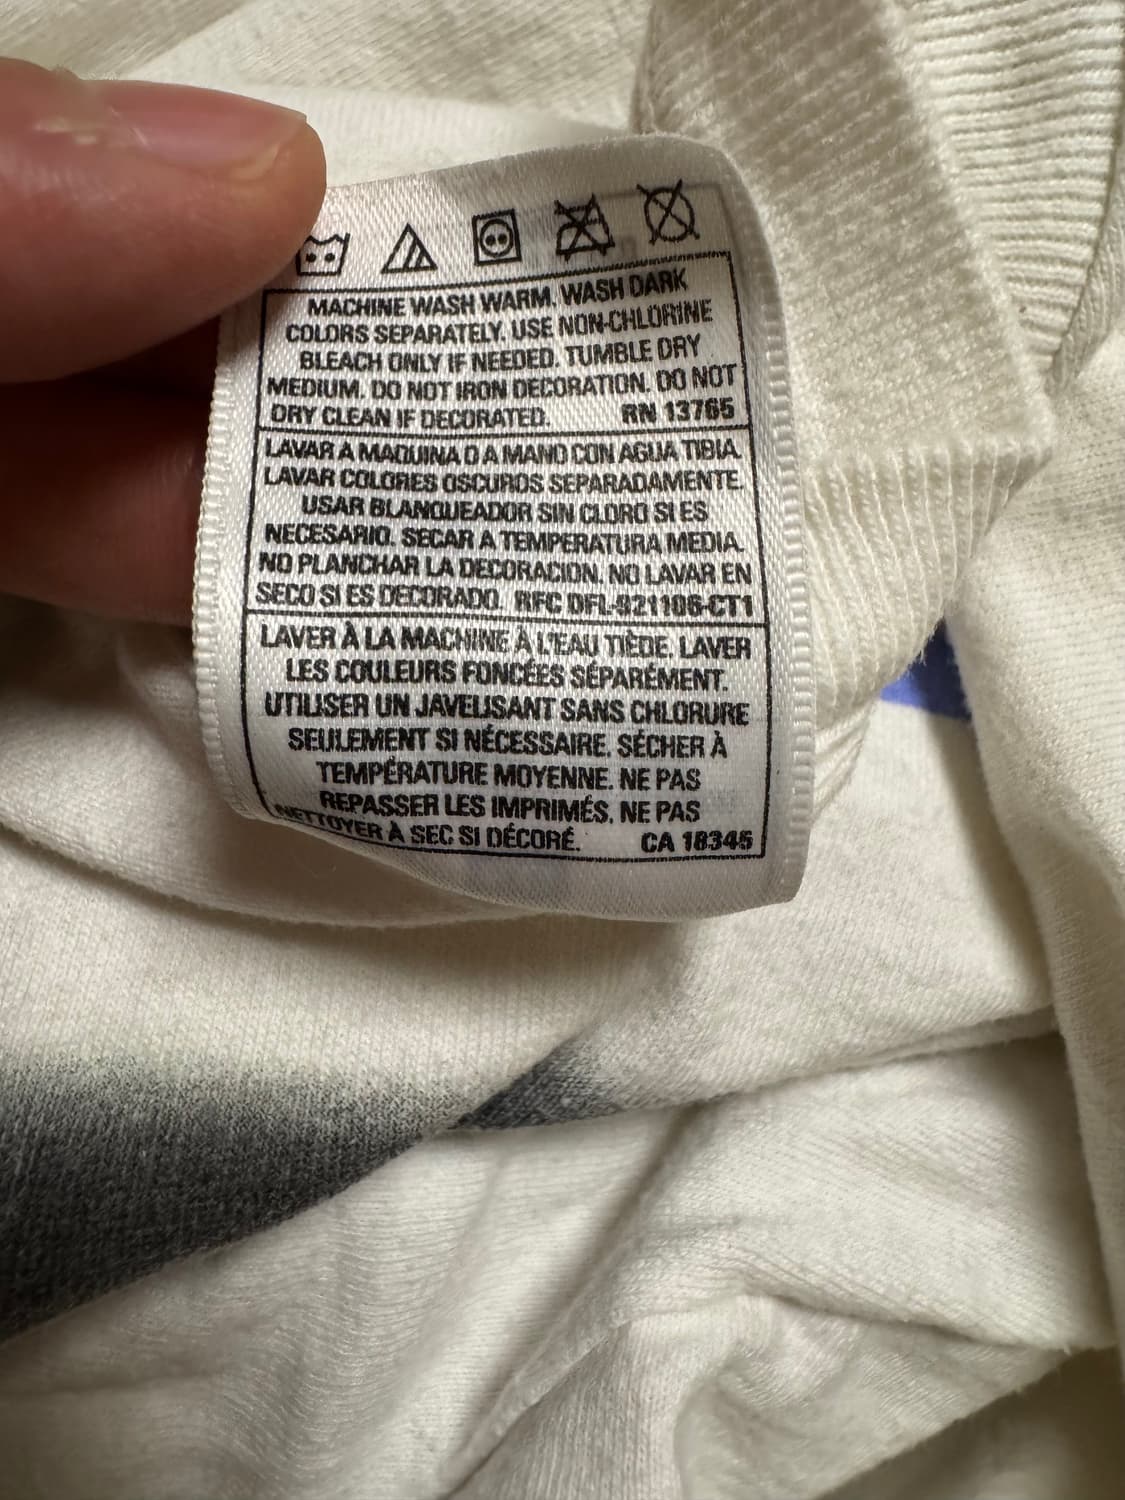 MACHINE WASH WARM. WASH DARK
COLORS SEPARATELY. USE NON-CHLORINE
BLEACH ONLY IF NEEDED. TUMBLE DRY
MEDIUM. DO NOT IRON DECORATION. DO NOT
DRY CLEAN IF DECORATED. RN 13765
LAVAR A MAQUINA O A MANO CON AGUA TIBIA.
LAVAR COLORES OSCUROS SEPARADAMENTE.
USAR BLANQUEADOR SIN CLORO SI ES
NECESARIO. SECAR A TEMPERATURA MEDIA.
NO PLANCHAR LA DECORACION. NO LAVAR EN
SECO SI ES DECORADO. RFC DFL-921106-CT1
LAVER À LA MACHINE À L'EAU TIÈDE. LAVER
LES COULEURS FONCÉES SÉPARÉMENT.
UTILISER UN JAVELISANT SANS CHLORURE
SEULEMENT SI NÉCESSAIRE. SÉCHER À
TEMPÉRATURE MOYENNE. NE PAS
REPASSER LES IMPRIMÉS, NE PAS
NETTOYER À SEC SI DÉCORÉ. CA 18346